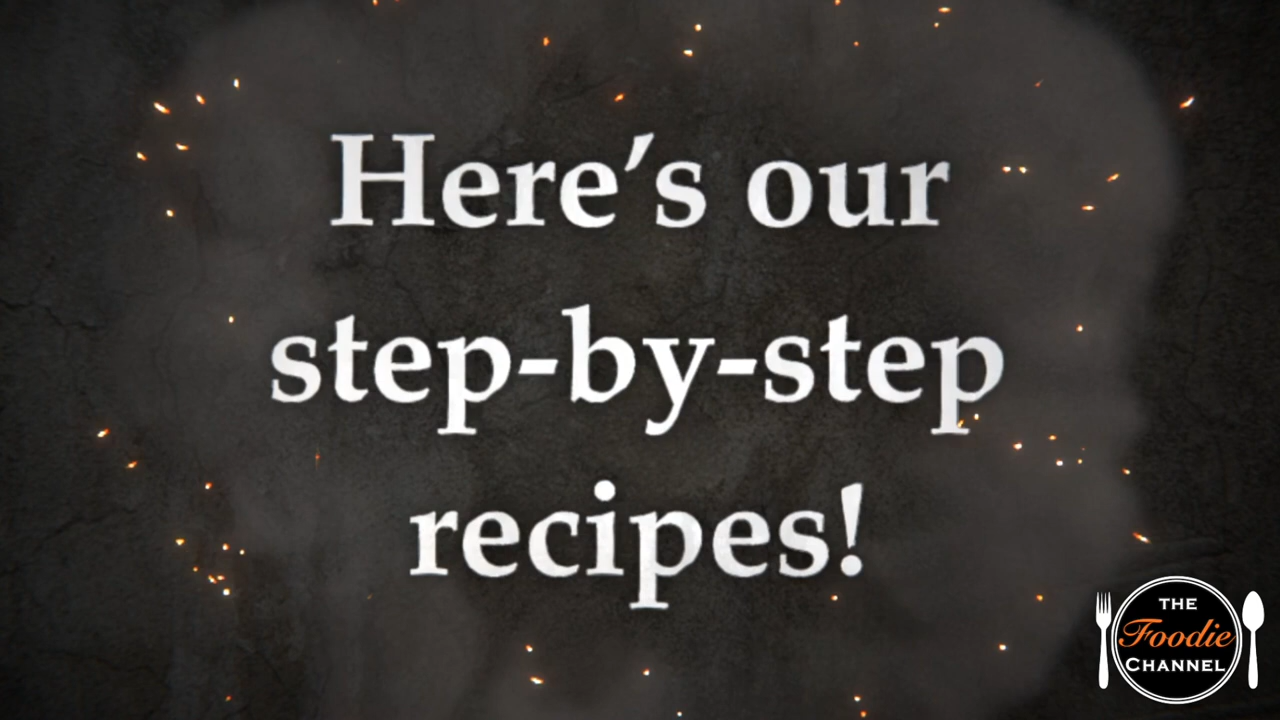 Here’s our
step-by-step
recipes!
THE
Foodie
CHANNEL